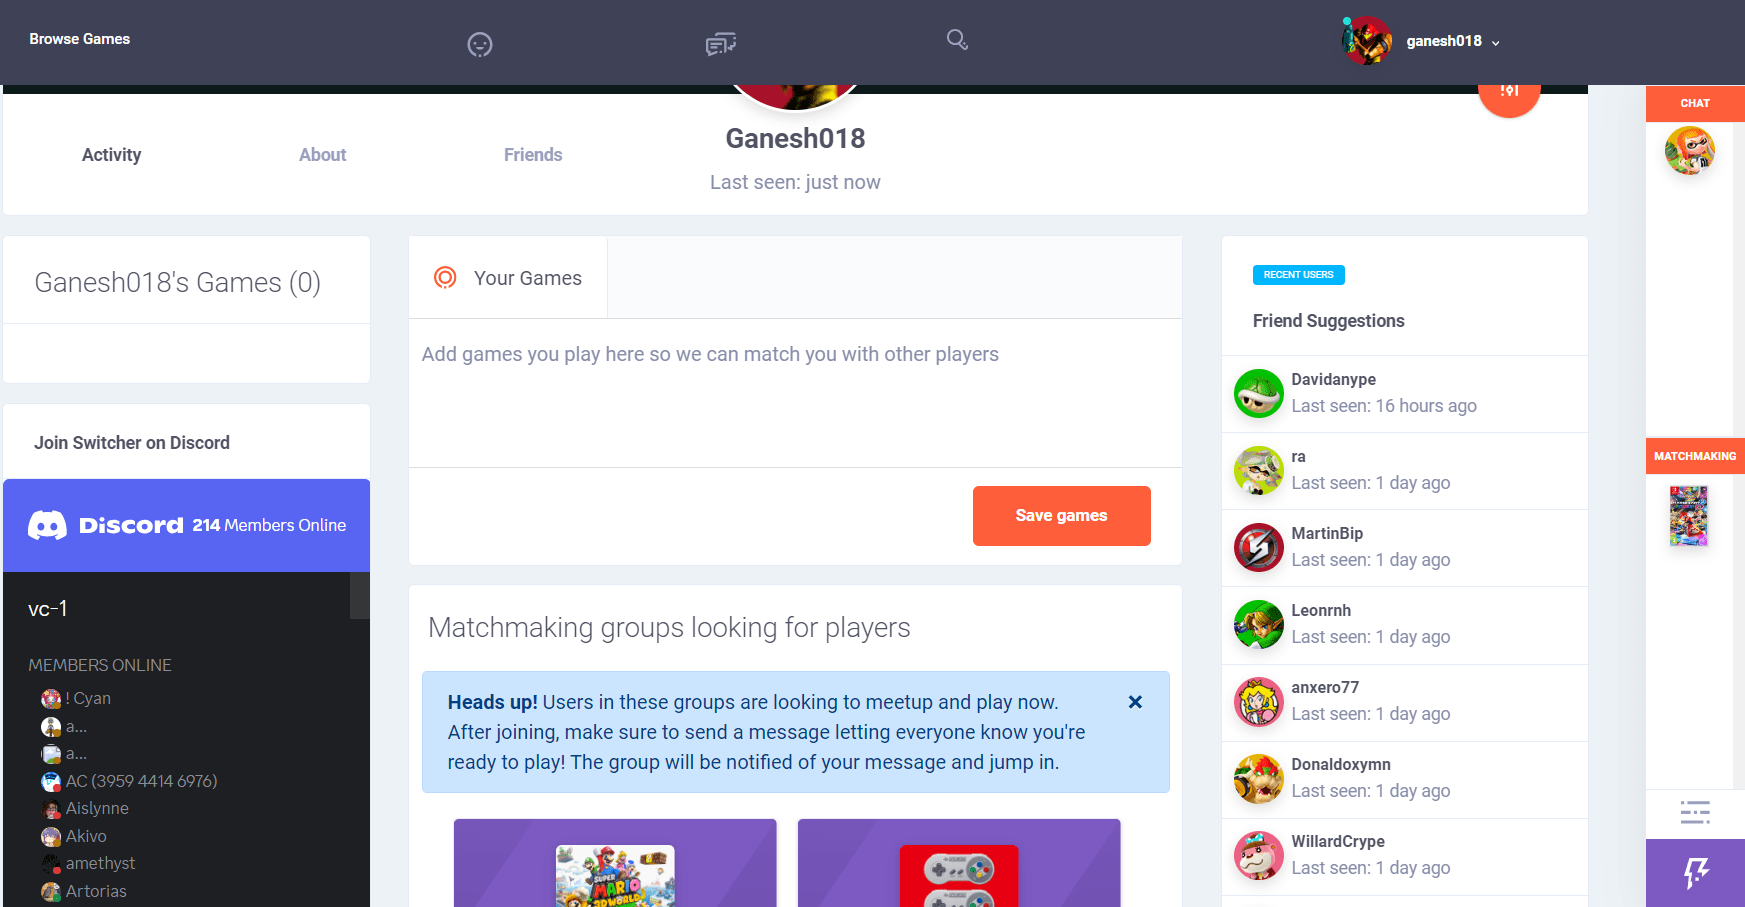 Browse Games
ganesh018
CHAT
Activity
About
Friends
Ganesh018
Last seen: just now
Ganesh018's Games (0)
Join Switcher on Discord
Discord 214 Members Online
vc-1
MEMBERS ONLINE
! Cyan
a...
a...
AC (3959 4414 6976)
Aislynne
Akivo
amethyst
Artorias
Your Games
Add games you play here so we can match you with other players
Save games
Matchmaking groups looking for players
Heads up! Users in these groups are looking to meetup and play now.
After joining, make sure to send a message letting everyone know you're
ready to play! The group will be notified of your message and jump in.
SUPER
MARIO
3D WORLD
RECENT USERS
Friend Suggestions
Davidanype
Last seen: 16 hours ago
ra
Last seen: 1 day ago
MartinBip
Last seen: 1 day ago
Leonrnh
Last seen: 1 day ago
anxero77
Last seen: 1 day ago
Donaldoxymn
Last seen: 1 day ago
WillardCrype
Last seen: 1 day ago
MATCHMAKING